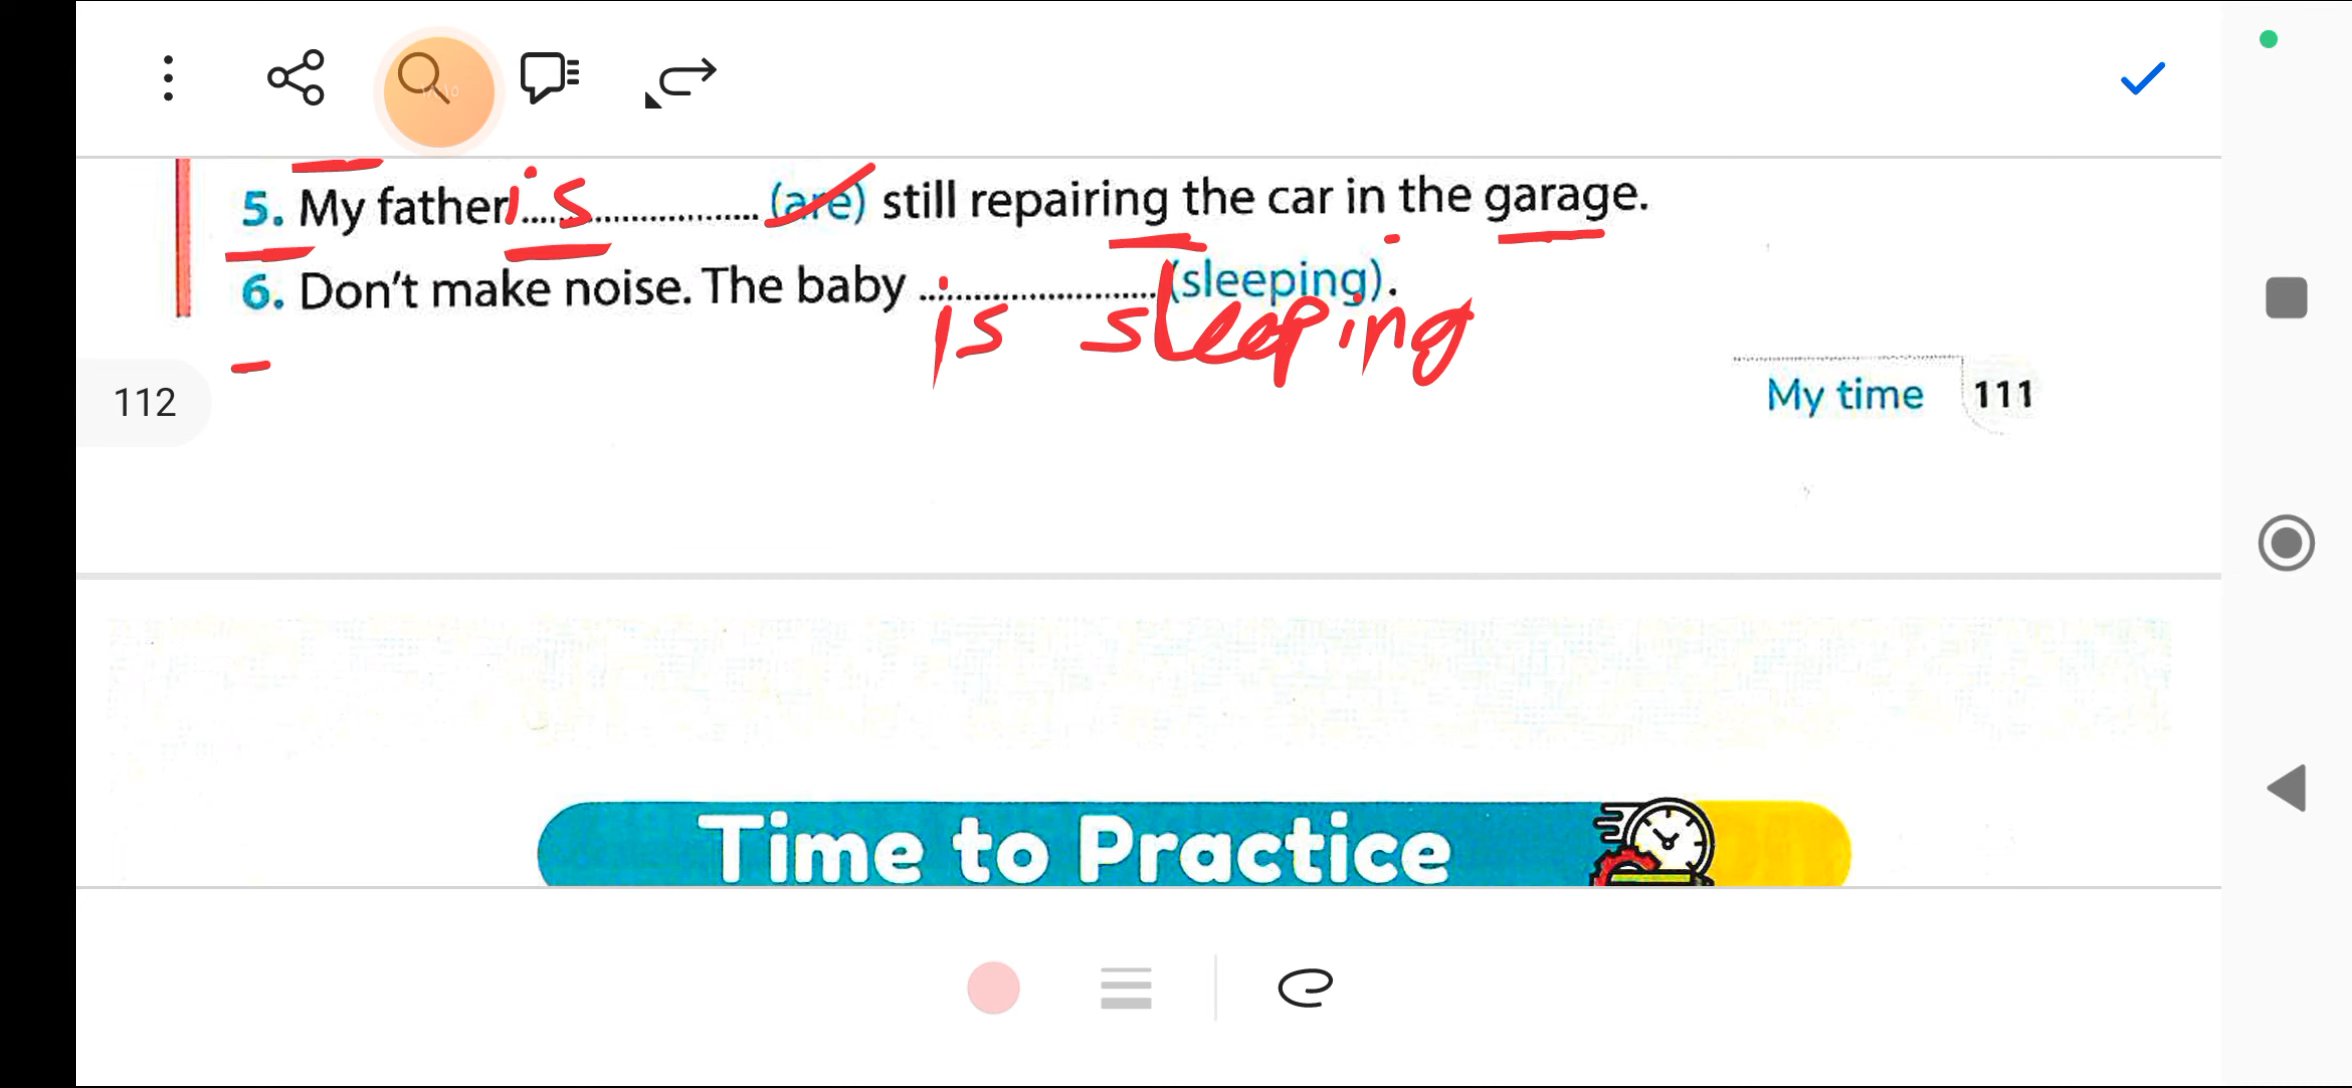 5. My father is ........................ (are) still repairing the car in the garage.
6. Don't make noise. The baby ........................ (sleeping).
is sleeping
112
My time 111
Time to Practice